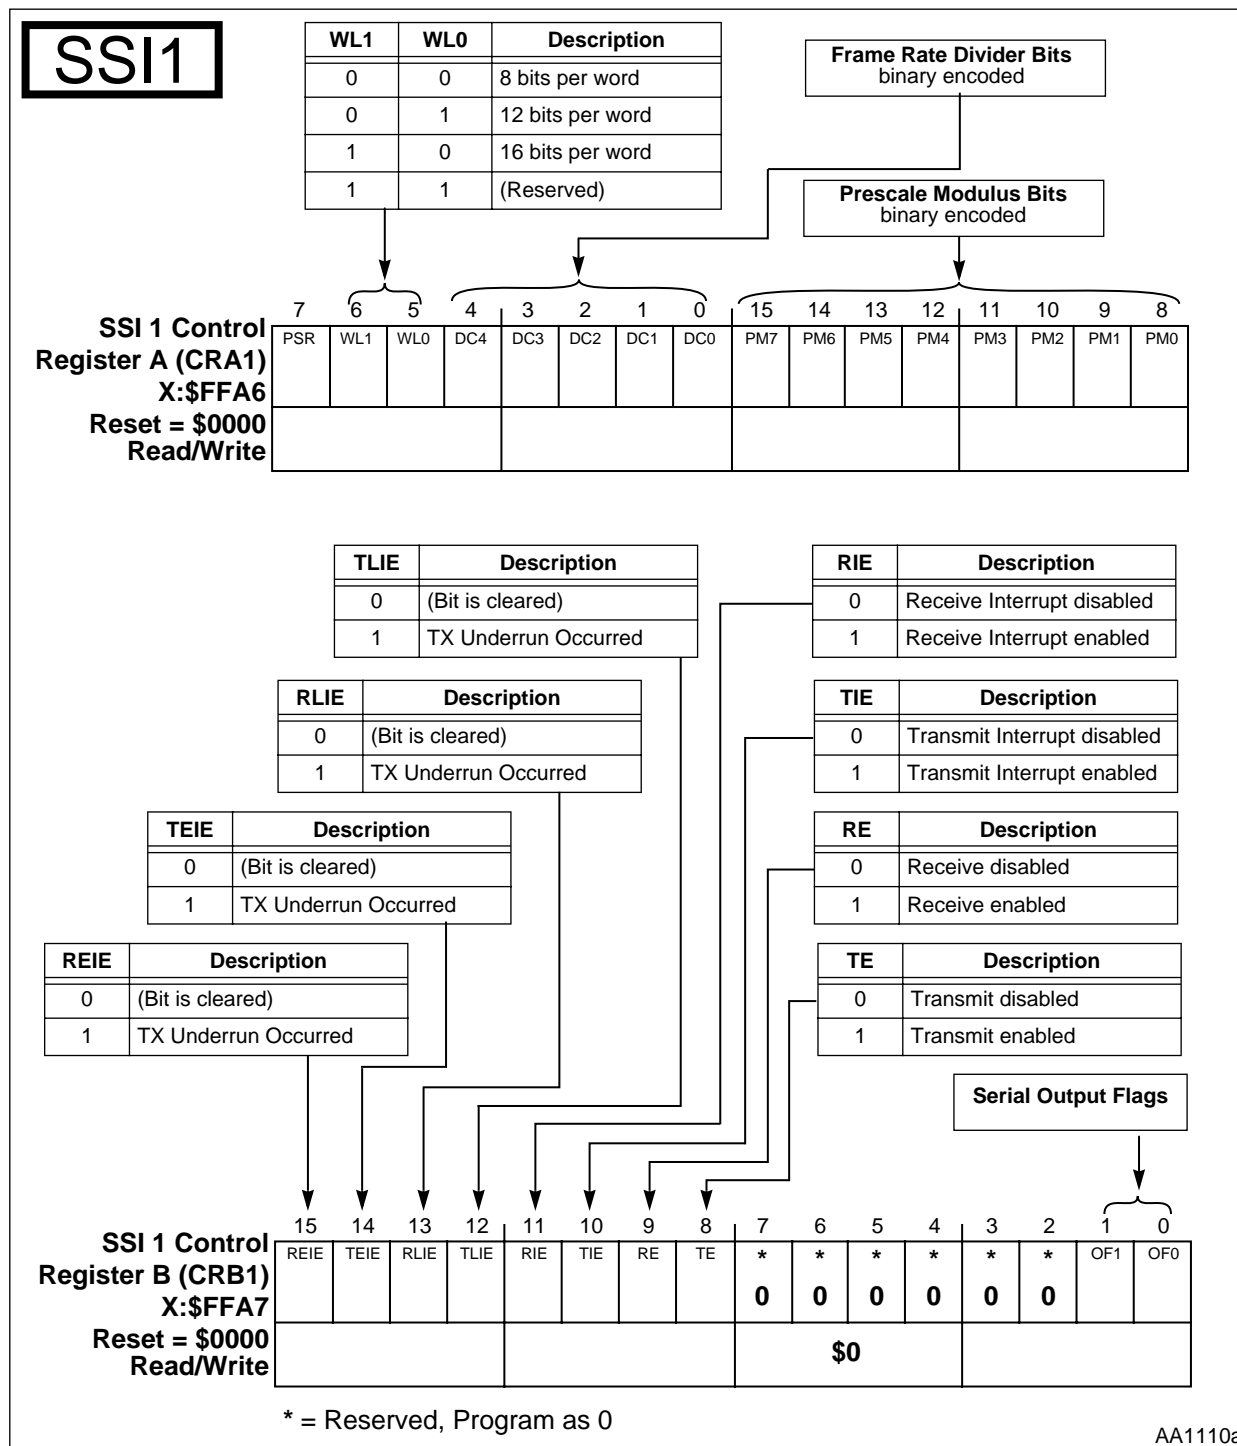 SSI1
WL1 WL0 Description
0 0 8 bits per word
0 1 12 bits per word
1 0 16 bits per word
1 1 (Reserved)
Frame Rate Divider Bits
binary encoded
Prescale Modulus Bits
binary encoded
7 6 5 4 3 2 1 0 15 14 13 12 11 10 9 8
PSR WL1 WL0 DC4 DC3 DC2 DC1 DC0 PM7 PM6 PM5 PM4 PM3 PM2 PM1 PM0
SSI 1 Control
Register A (CRA1)
X:$FFA6
Reset = $0000
Read/Write
TLIE Description
0 (Bit is cleared)
1 TX Underrun Occurred
RIE Description
0 Receive Interrupt disabled
1 Receive Interrupt enabled
RLIE Description
0 (Bit is cleared)
1 TX Underrun Occurred
TIE Description
0 Transmit Interrupt disabled
1 Transmit Interrupt enabled
TEIE Description
0 (Bit is cleared)
1 TX Underrun Occurred
RE Description
0 Receive disabled
1 Receive enabled
REIE Description
0 (Bit is cleared)
1 TX Underrun Occurred
TE Description
0 Transmit disabled
1 Transmit enabled
Serial Output Flags
15 14 13 12 11 10 9 8 7 6 5 4 3 2 1 0
REIE TEIE RLIE TLIE RIE TIE RE TE * * * * * * OF1 OF0
0 0 0 0 0 0
SSI 1 Control
Register B (CRB1)
X:$FFA7
Reset = $0000
Read/Write
$0
* = Reserved, Program as 0
AA1110a